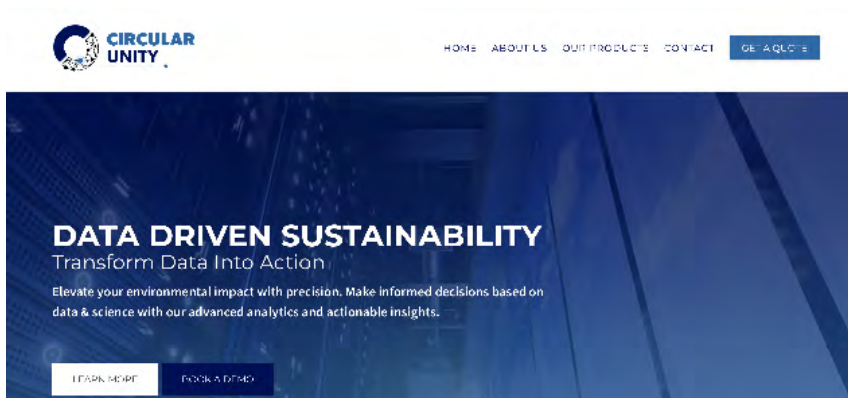 CIRCULAR
UNITY
HOME ABOUT US OUR PRODUCTS CONTACT GET A QUOTE
DATA DRIVEN SUSTAINABILITY
Transform Data Into Action
Elevate your environmental impact with precision. Make informed decisions based on
data & science with our advanced analytics and actionable insights.
LEARN MORE BOOK A DEMO